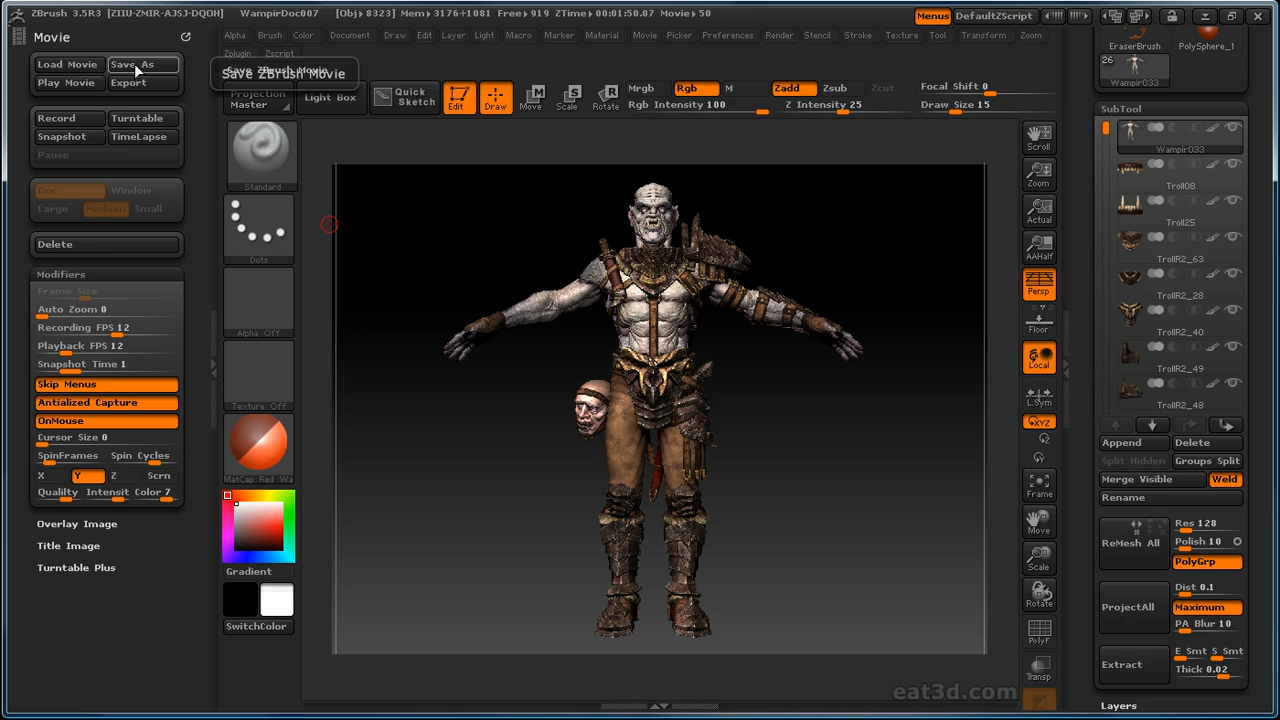 ZBrush 3.5R3 [ZIIU-ZMIR-AJSJ-DQOH] WampirDoc007 [Obj▸8323] Mem▸3176+1081 Free▸919 ZTime▸00:01:50.07 Movie▸50
Menus DefaultZScript
Alpha Brush Color Document Draw Edit Layer Light Macro Marker Material Movie Picker Preferences Render Stencil Stroke Texture Tool Transform Zoom
Zplugin Zscript
Movie
Load Movie Save As
Play Movie Export
Save ZBrush Movie
Record Turntable
Snapshot TimeLapse
Pause
Doc Window
Large Medium Small
Delete
Modifiers
Frame Size
Auto Zoom 0
Recording FPS 12
Playback FPS 12
Snapshot Time 1
Skip Menus
Antialized Capture
OnMouse
Cursor Size 0
SpinFrames Spin Cycles
X Y Z Scrn
Quality Intensit Color 7
Overlay Image
Title Image
Turntable Plus
Projection
Master
Light Box
Quick
Sketch
Edit Draw Move Scale Rotate
Mrgb Rgb M
Rgb Intensity 100
Zadd Zsub Zcut
Z Intensity 25
Focal Shift 0
Draw Size 15
Standard
Dots
Alpha Off
Texture Off
MatCap Red Wa
Gradient
SwitchColor
Scroll
Zoom
Actual
AAHalf
Persp
Floor
Local
L.Sym
XYZ
Frame
Move
Scale
Rotate
PolyF
Transp
EraserBrush PolySphere_1
26
Wampir033
SubTool
Wampir033
Troll08
Troll25
TrollR2_63
TrollR2_28
TrollR2_40
TrollR2_49
TrollR2_48
Append Delete
Split Hidden Groups Split
Merge Visible Weld
Rename
ReMesh All
Res 128
Polish 10
PolyGrp
ProjectAll
Dist 0.1
Maximum
PA Blur 10
Extract
E Smt S Smt
Thick 0.02
Layers
eat3d.com